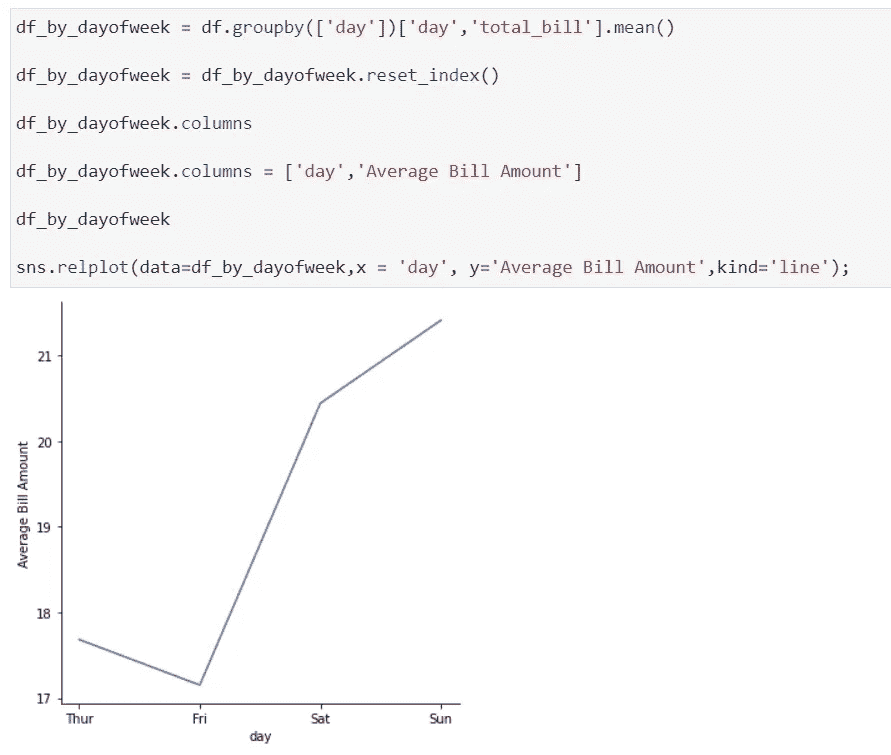 df_by_dayofweek = df.groupby(['day'])['day','total_bill'].mean()
df_by_dayofweek = df_by_dayofweek.reset_index()
df_by_dayofweek.columns
df_by_dayofweek.columns = ['day','Average Bill Amount']
df_by_dayofweek
sns.relplot(data=df_by_dayofweek,x = 'day', y='Average Bill Amount',kind='line');
21
20
Average Bill Amount
19
18
17
Thur Fri Sat Sun
day